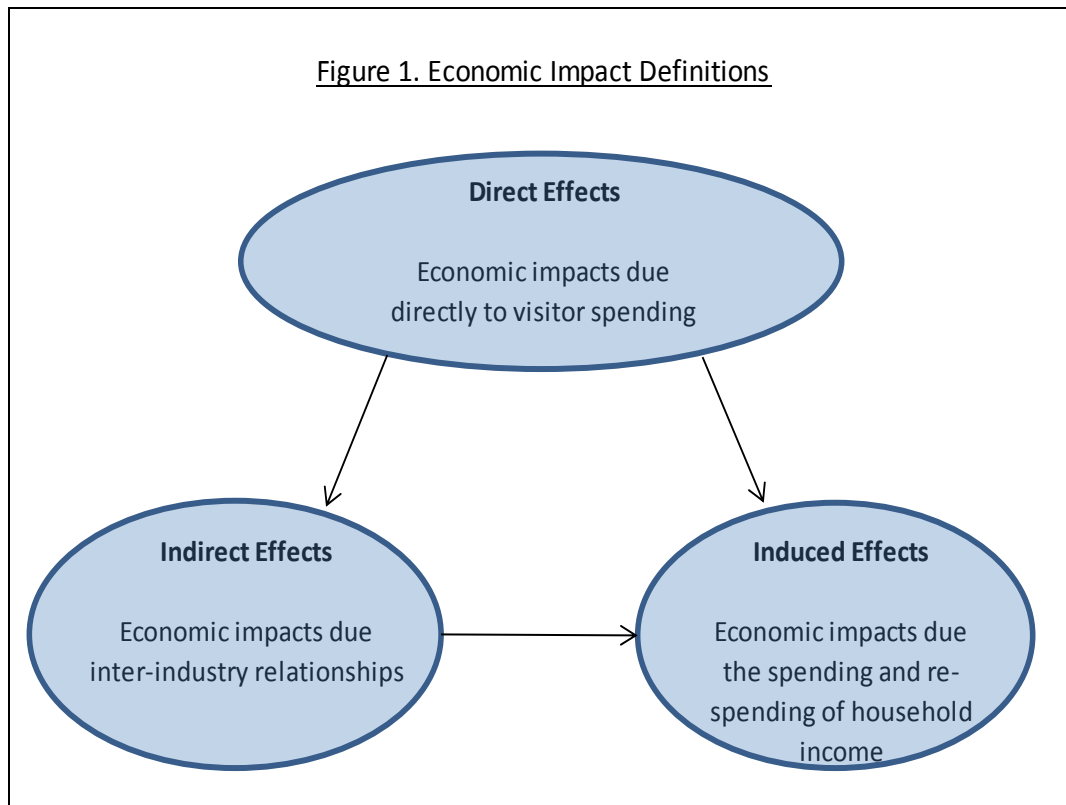 Figure 1. Economic Impact Definitions
Direct Effects
Economic impacts due
directly to visitor spending
Indirect Effects
Economic impacts due
inter-industry relationships
Induced Effects
Economic impacts due
the spending and re-
spending of household
income